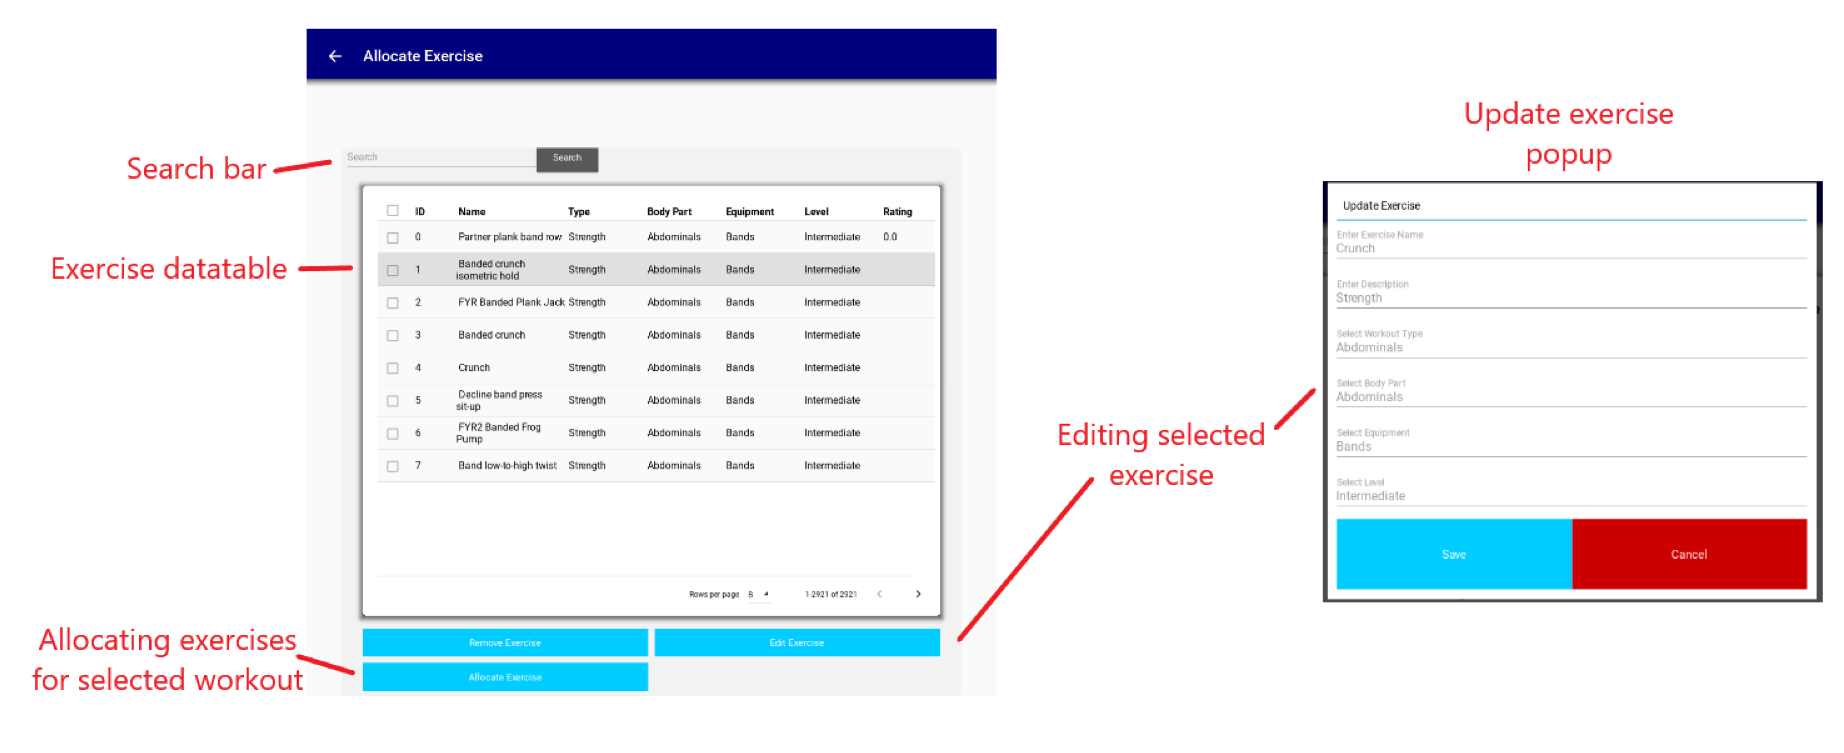 Allocate Exercise
Search bar
Search
Search
Exercise datatable
ID Name Type Body Part Equipment Level Rating
0 Partner plank band row Strength Abdominals Bands Intermediate 0.0
1 Banded crunch isometric hold Strength Abdominals Bands Intermediate
2 FYR Banded Plank Jack Strength Abdominals Bands Intermediate
3 Banded crunch Strength Abdominals Bands Intermediate
4 Crunch Strength Abdominals Bands Intermediate
5 Decline band press sit-up Strength Abdominals Bands Intermediate
6 FYR2 Banded Frog Pump Strength Abdominals Bands Intermediate
7 Band low-to-high twist Strength Abdominals Bands Intermediate
Rows per page 8 1-2921 of 2921
Remove Exercise Edit Exercise
Allocate Exercise
Allocating exercises
for selected workout
Editing selected
exercise
Update exercise
popup
Update Exercise
Enter Exercise Name
Crunch
Enter Description
Strength
Select Workout Type
Abdominals
Select Body Part
Abdominals
Select Equipment
Bands
Select Level
Intermediate
Save Cancel